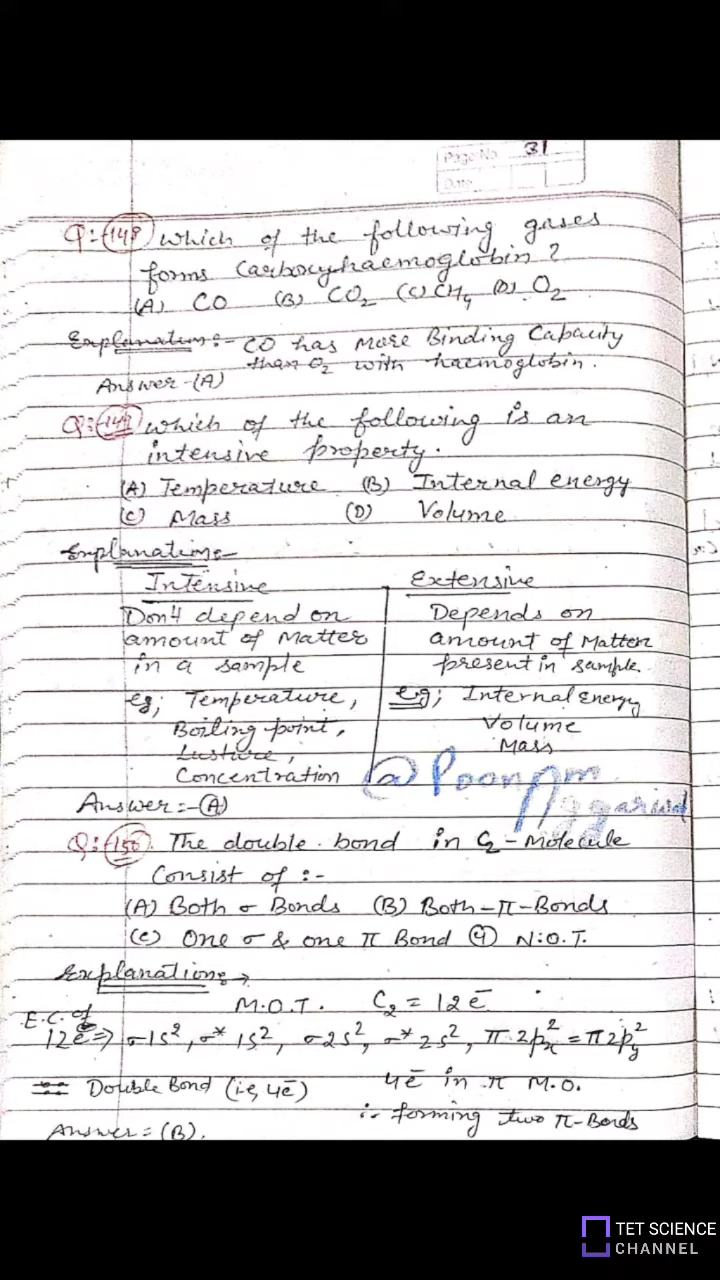 Page No. 31
Date
Q:-148 which of the following gases
forms Carboxyhaemoglobin?
(A) CO (B) CO₂ (C) CH₄ (D) O₂
Explanation:- CO has More Binding Capacity
than O₂ with haemoglobin.
Answer-(A)
Q:-149 which of the following is an
intensive property.
(A) Temperature (B) Internal energy
(C) Mass (D) Volume
Explanation:-
Intensive
Don't depend on
amount of Matter
in a sample
eg; Temperature,
Boiling point,
Lusture,
Concentration
Extensive
Depends on
amount of Matter
present in sample.
eg; Internal Energy
Volume
Mass
@Poonam
Aggarwal
Answer:-(A)
Q:-150 The double bond in C₂-Molecule
Consist of :-
(A) Both σ Bonds (B) Both-π-Bonds
(C) One σ & one π Bond (4) N.O.T.
Explanation:→
M.O.T. C₂ = 12e̅
E.C. of
12e̅ ⇒ σ1s², σ*1s², σ2s², σ*2s², π2pₓ² = π2p_y²
Double Bond (i.e, 4e̅) 4e̅ in π M.O.
∴ forming two π-Bonds
Answer = (B).
TET SCIENCE
CHANNEL